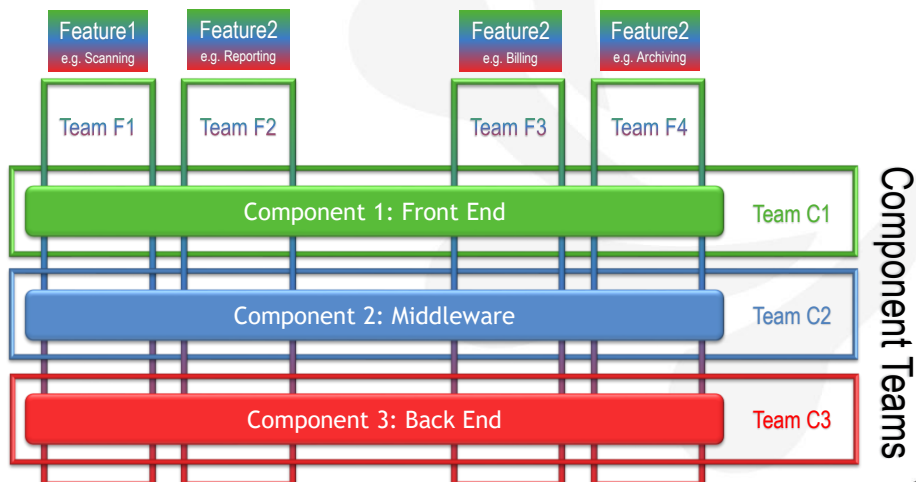 Feature1
e.g. Scanning
Feature2
e.g. Reporting
Feature2
e.g. Billing
Feature2
e.g. Archiving
Team F1
Team F2
Team F3
Team F4
Component 1: Front End
Team C1
Component 2: Middleware
Team C2
Component 3: Back End
Team C3
Component Teams